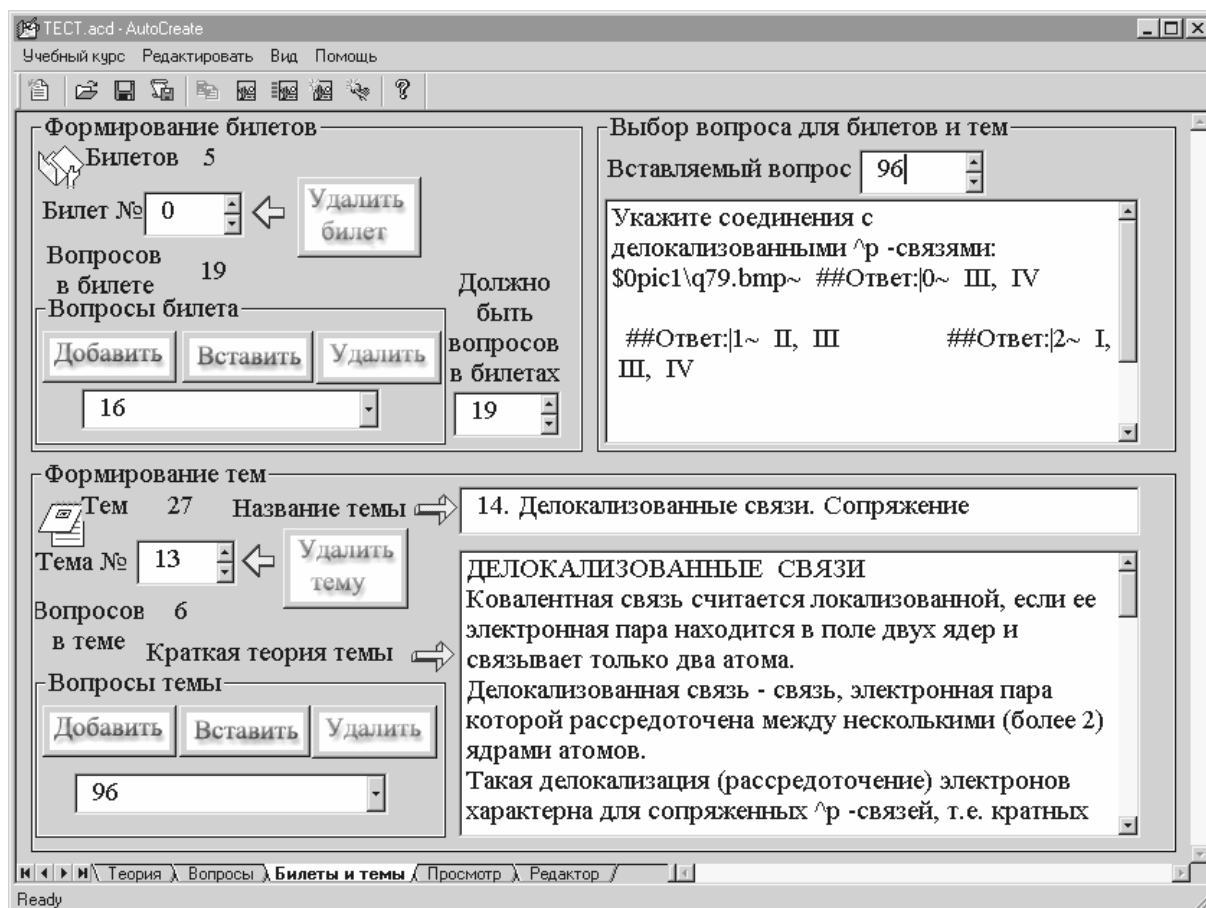 ТЕСТ.acd - AutoCreate
Учебный курс Редактировать Вид Помощь
Формирование билетов
Билетов 5
Билет № 0
Удалить
билет
Вопросов
в билете
19
Вопросы билета
Добавить Вставить Удалить
16
Должно
быть
вопросов
в билетах
19
Выбор вопроса для билетов и тем
Вставляемый вопрос 96
Укажите соединения с
делокализованными ^p -связями:
$0pic1\q79.bmp~ ##Ответ:|0~ III, IV
##Ответ:|1~ II, III ##Ответ:|2~ I,
III, IV
Формирование тем
Тем 27
Название темы
14. Делокализованные связи. Сопряжение
Тема № 13
Удалить
тему
Вопросов 6
в теме
Краткая теория темы
ДЕЛОКАЛИЗОВАННЫЕ СВЯЗИ
Ковалентная связь считается локализованной, если ее
электронная пара находится в поле двух ядер и
связывает только два атома.
Делокализованная связь - связь, электронная пара
которой рассредоточена между несколькими (более 2)
ядрами атомов.
Такая делокализация (рассредоточение) электронов
характерна для сопряженных ^p -связей, т.е. кратных
Вопросы темы
Добавить Вставить Удалить
96
Теория Вопросы Билеты и темы Просмотр Редактор
Ready